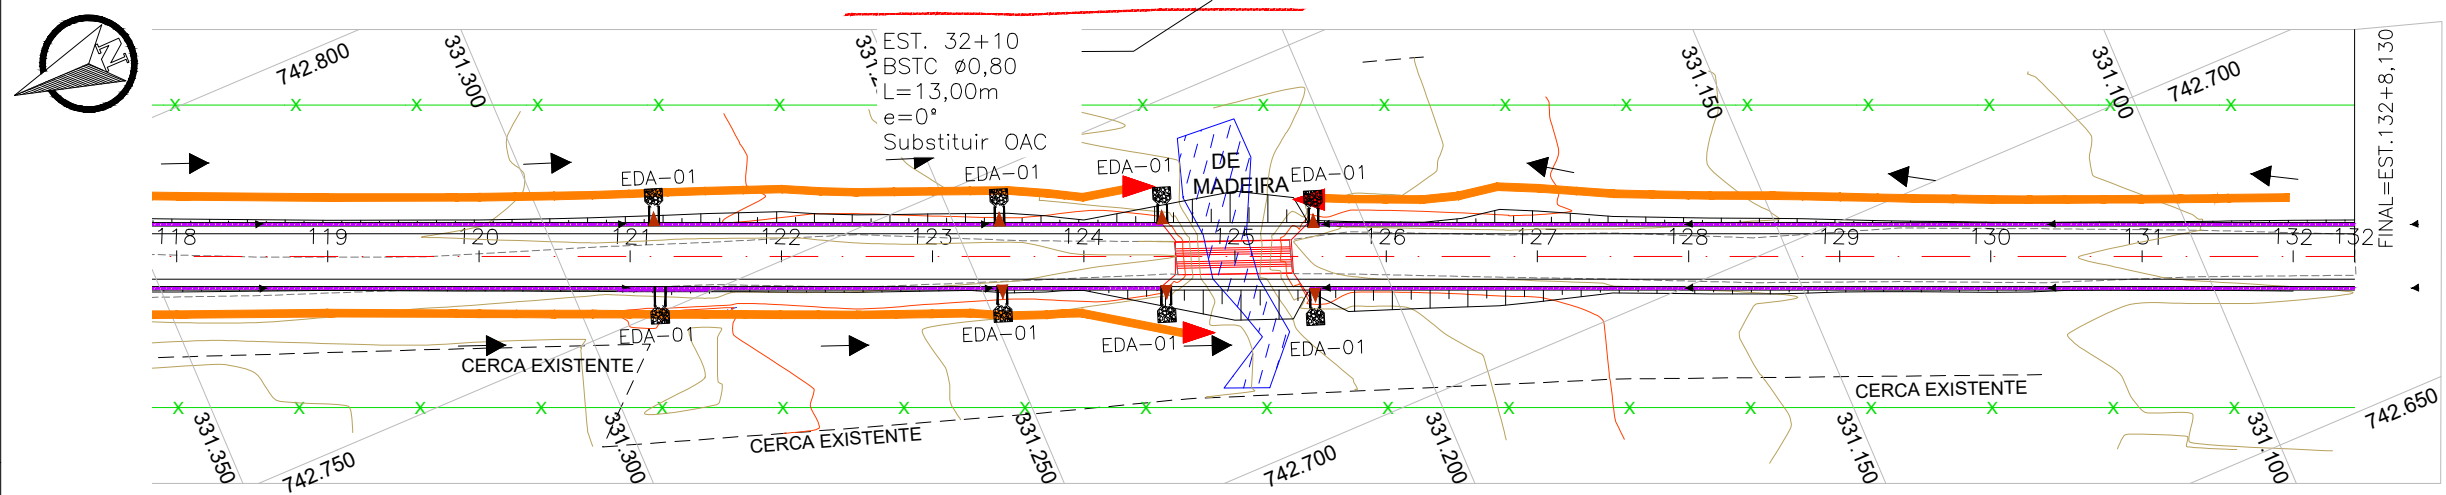 N
742.800
331.300
EST. 32+10
BSTC ø0,80
L=13,00m
e=0º
Substituir OAC
331.150
331.100
742.700
FINAL=EST.132+8,130
EDA-01
EDA-01
EDA-01
DE
MADEIRA
EDA-01
118
119
120
121
122
123
124
125
126
127
128
129
130
131
132
132
EDA-01
EDA-01
EDA-01
EDA-01
CERCA EXISTENTE
CERCA EXISTENTE
CERCA EXISTENTE
331.350
742.750
331.300
331.250
742.700
331.200
331.150
331.100
742.650